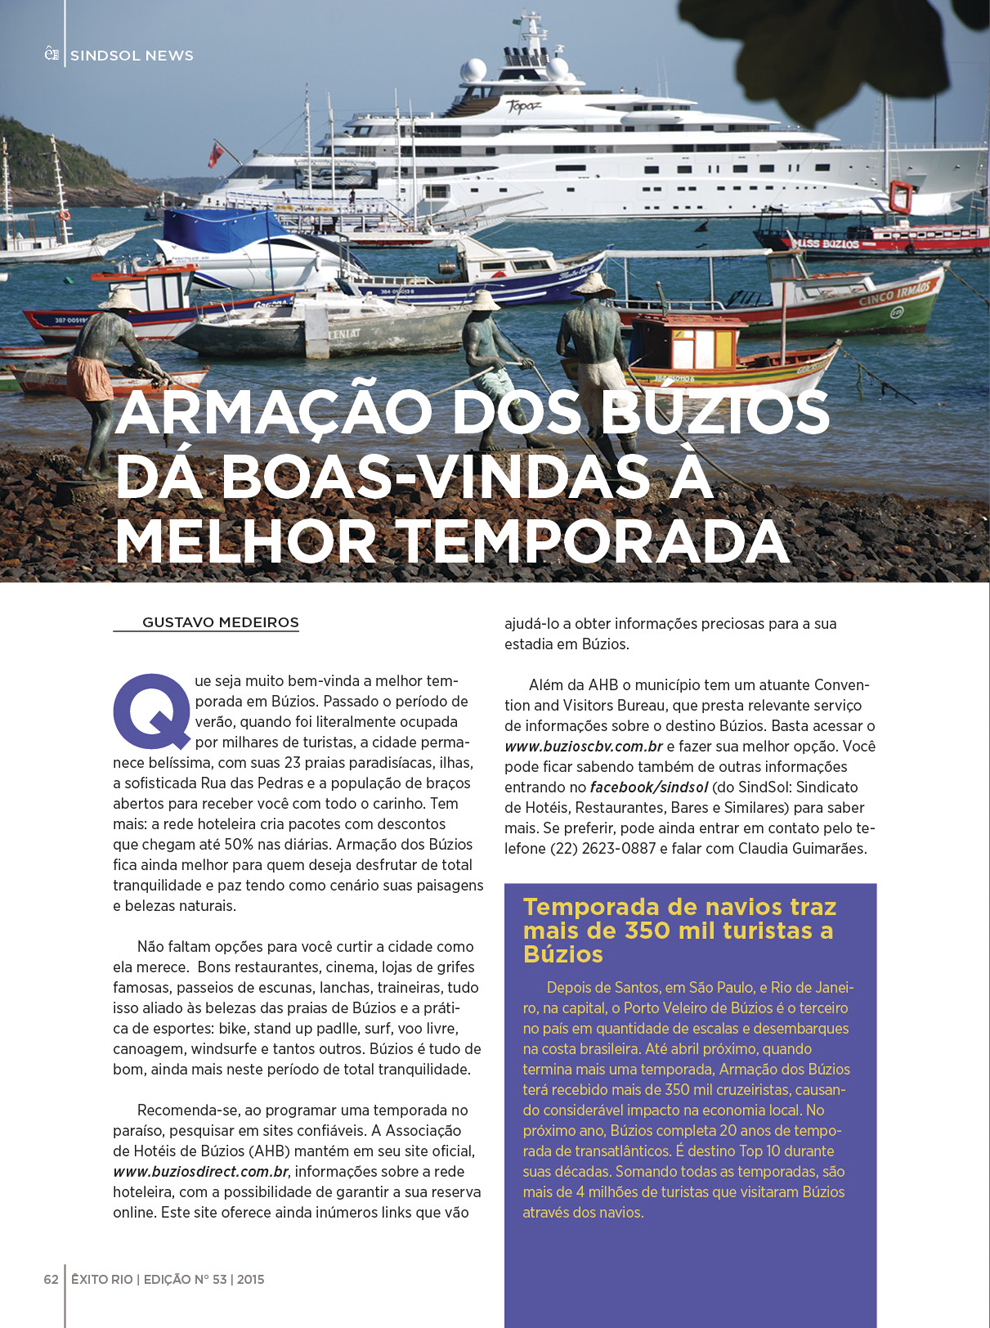 SINDSOL NEWS
Topaz
MISS BÚZIOS
CINCO IRMÃOS
ARMAÇÃO DOS BÚZIOS
DÁ BOAS-VINDAS À
MELHOR TEMPORADA
GUSTAVO MEDEIROS
Que seja muito bem-vinda a melhor tem-
porada em Búzios. Passado o período de
verão, quando foi literalmente ocupada
por milhares de turistas, a cidade perma-
nece belíssima, com suas 23 praias paradisíacas, ilhas,
a sofisticada Rua das Pedras e a população de braços
abertos para receber você com todo o carinho. Tem
mais: a rede hoteleira cria pacotes com descontos
que chegam até 50% nas diárias. Armação dos Búzios
fica ainda melhor para quem deseja desfrutar de total
tranquilidade e paz tendo como cenário suas paisagens
e belezas naturais.
Não faltam opções para você curtir a cidade como
ela merece. Bons restaurantes, cinema, lojas de grifes
famosas, passeios de escunas, lanchas, traineiras, tudo
isso aliado às belezas das praias de Búzios e a práti-
ca de esportes: bike, stand up padlle, surf, voo livre,
canoagem, windsurfe e tantos outros. Búzios é tudo de
bom, ainda mais neste período de total tranquilidade.
Recomenda-se, ao programar uma temporada no
paraíso, pesquisar em sites confiáveis. A Associação
de Hotéis de Búzios (AHB) mantém em seu site oficial,
www.buziosdirect.com.br, informações sobre a rede
hoteleira, com a possibilidade de garantir a sua reserva
online. Este site oferece ainda inúmeros links que vão
ajudá-lo a obter informações preciosas para a sua
estadia em Búzios.
Além da AHB o município tem um atuante Conven-
tion and Visitors Bureau, que presta relevante serviço
de informações sobre o destino Búzios. Basta acessar o
www.buzioscbv.com.br e fazer sua melhor opção. Você
pode ficar sabendo também de outras informações
entrando no facebook/sindsol (do SindSol: Sindicato
de Hotéis, Restaurantes, Bares e Similares) para saber
mais. Se preferir, pode ainda entrar em contato pelo te-
lefone (22) 2623-0887 e falar com Claudia Guimarães.
Temporada de navios traz
mais de 350 mil turistas a
Búzios
Depois de Santos, em São Paulo, e Rio de Janei-
ro, na capital, o Porto Veleiro de Búzios é o terceiro
no país em quantidade de escalas e desembarques
na costa brasileira. Até abril próximo, quando
termina mais uma temporada, Armação dos Búzios
terá recebido mais de 350 mil cruzeiristas, causan-
do considerável impacto na economia local. No
próximo ano, Búzios completa 20 anos de tempo-
rada de transatlânticos. É destino Top 10 durante
suas décadas. Somando todas as temporadas, são
mais de 4 milhões de turistas que visitaram Búzios
através dos navios.
62 ÊXITO RIO | EDIÇÃO Nº 53 | 2015